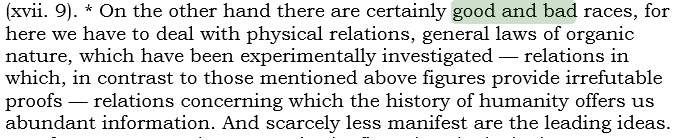 (xvii. 9). * On the other hand there are certainly good and bad races, for
here we have to deal with physical relations, general laws of organic
nature, which have been experimentally investigated — relations in
which, in contrast to those mentioned above figures provide irrefutable
proofs — relations concerning which the history of humanity offers us
abundant information. And scarcely less manifest are the leading ideas.